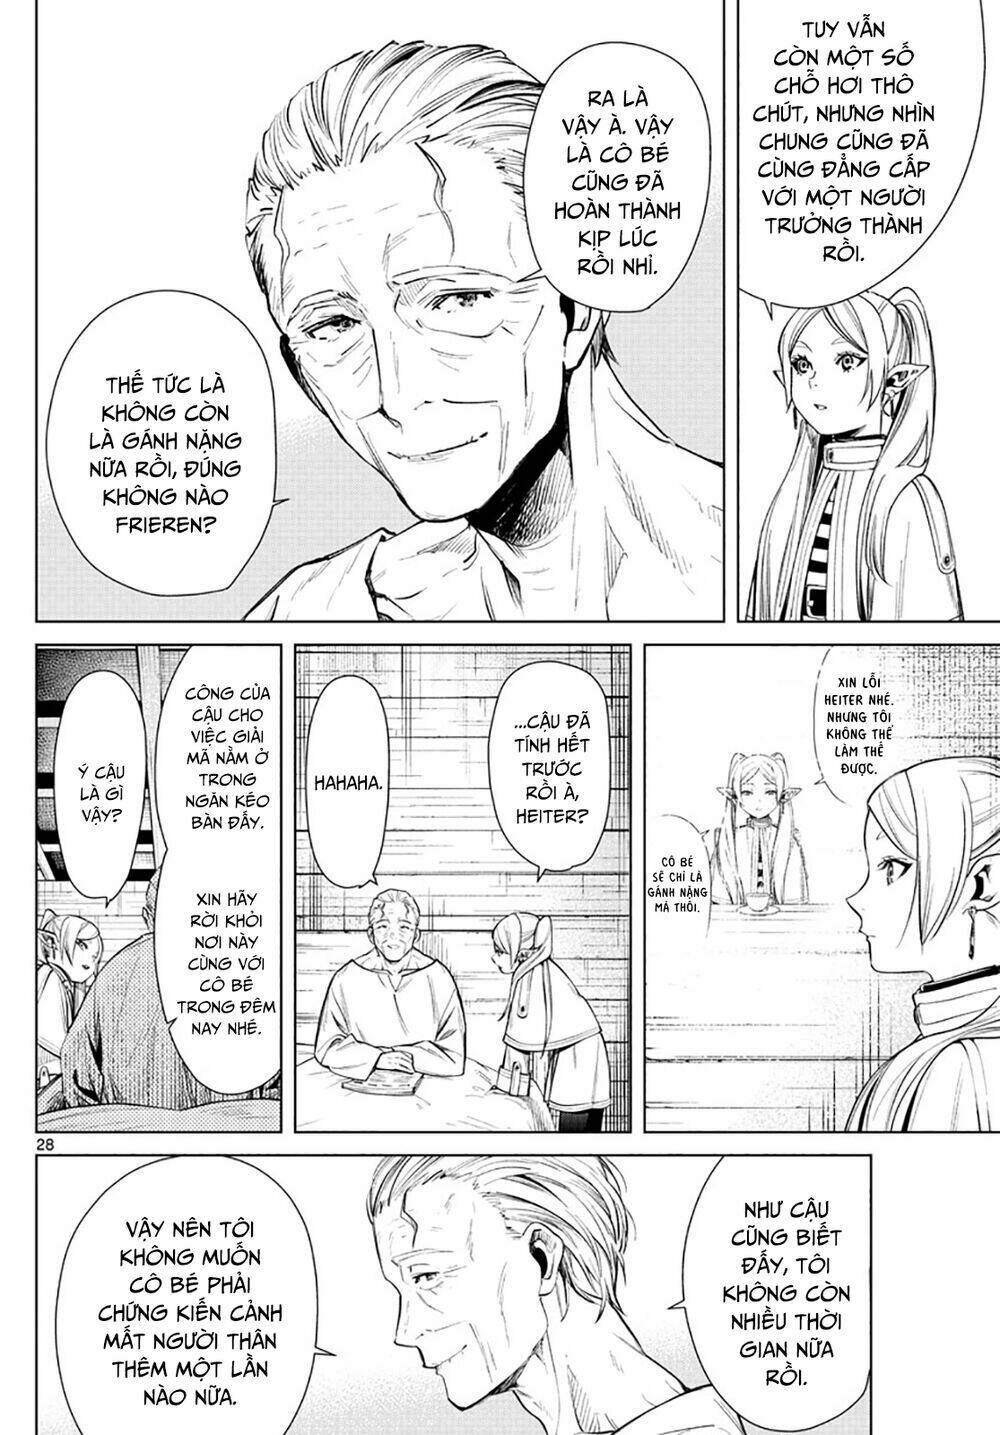 TUY VẪN
CÒN MỘT SỐ
CHỖ HƠI THÔ
CHÚT, NHƯNG NHÌN
CHUNG CŨNG ĐÃ
CÙNG ĐẲNG CẤP
VỚI MỘT NGƯỜI
TRƯỞNG THÀNH
RỒI.
RA LÀ
VẬY À. VẬY
LÀ CÔ BÉ
CŨNG ĐÃ
HOÀN THÀNH
KỊP LÚC
RỒI NHỈ.
THẾ TỨC LÀ
KHÔNG CÒN
LÀ GÁNH NẶNG
NỮA RỒI, ĐÚNG
KHÔNG NÀO
FRIEREN?
XIN LỖI
HEITER NHÉ.
NHƯNG TÔI
KHÔNG THỂ
LÀM THẾ
ĐƯỢC.
CÔ BÉ
SẼ CHỈ LÀ
GÁNH NẶNG
MÀ THÔI.
...CẬU ĐÃ
TÍNH HẾT
TRƯỚC
RỒI À,
HEITER?
HAHAHA.
CÔNG CỦA
CẬU CHO
VIỆC GIẢI
MÃ NẰM Ở
TRONG
NGĂN KÉO
BÀN ĐẤY.
XIN HÃY
RỜI KHỎI
NƠI NÀY
CÙNG VỚI
CÔ BÉ
TRONG ĐÊM
NAY NHÉ.
Ý CẬU
LÀ GÌ
VẬY?
28
NHƯ CẬU
CŨNG BIẾT
ĐẤY, TÔI
KHÔNG CÒN
NHIỀU THỜI
GIAN NỮA
RỒI.
VẬY NÊN TÔI
KHÔNG MUỐN
CÔ BÉ PHẢI
CHỨNG KIẾN CẢNH
MẤT NGƯỜI THÂN
THÊM MỘT LẦN
NÀO NỮA.